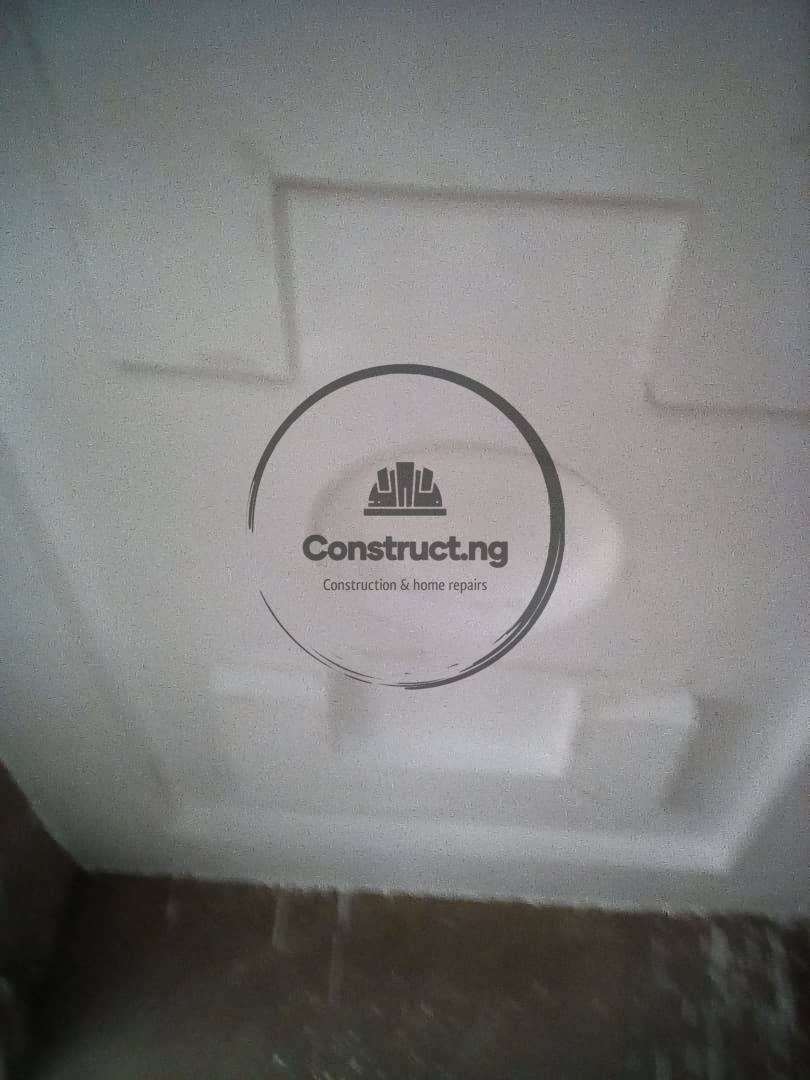 Construct.ng
Construction & home repairs